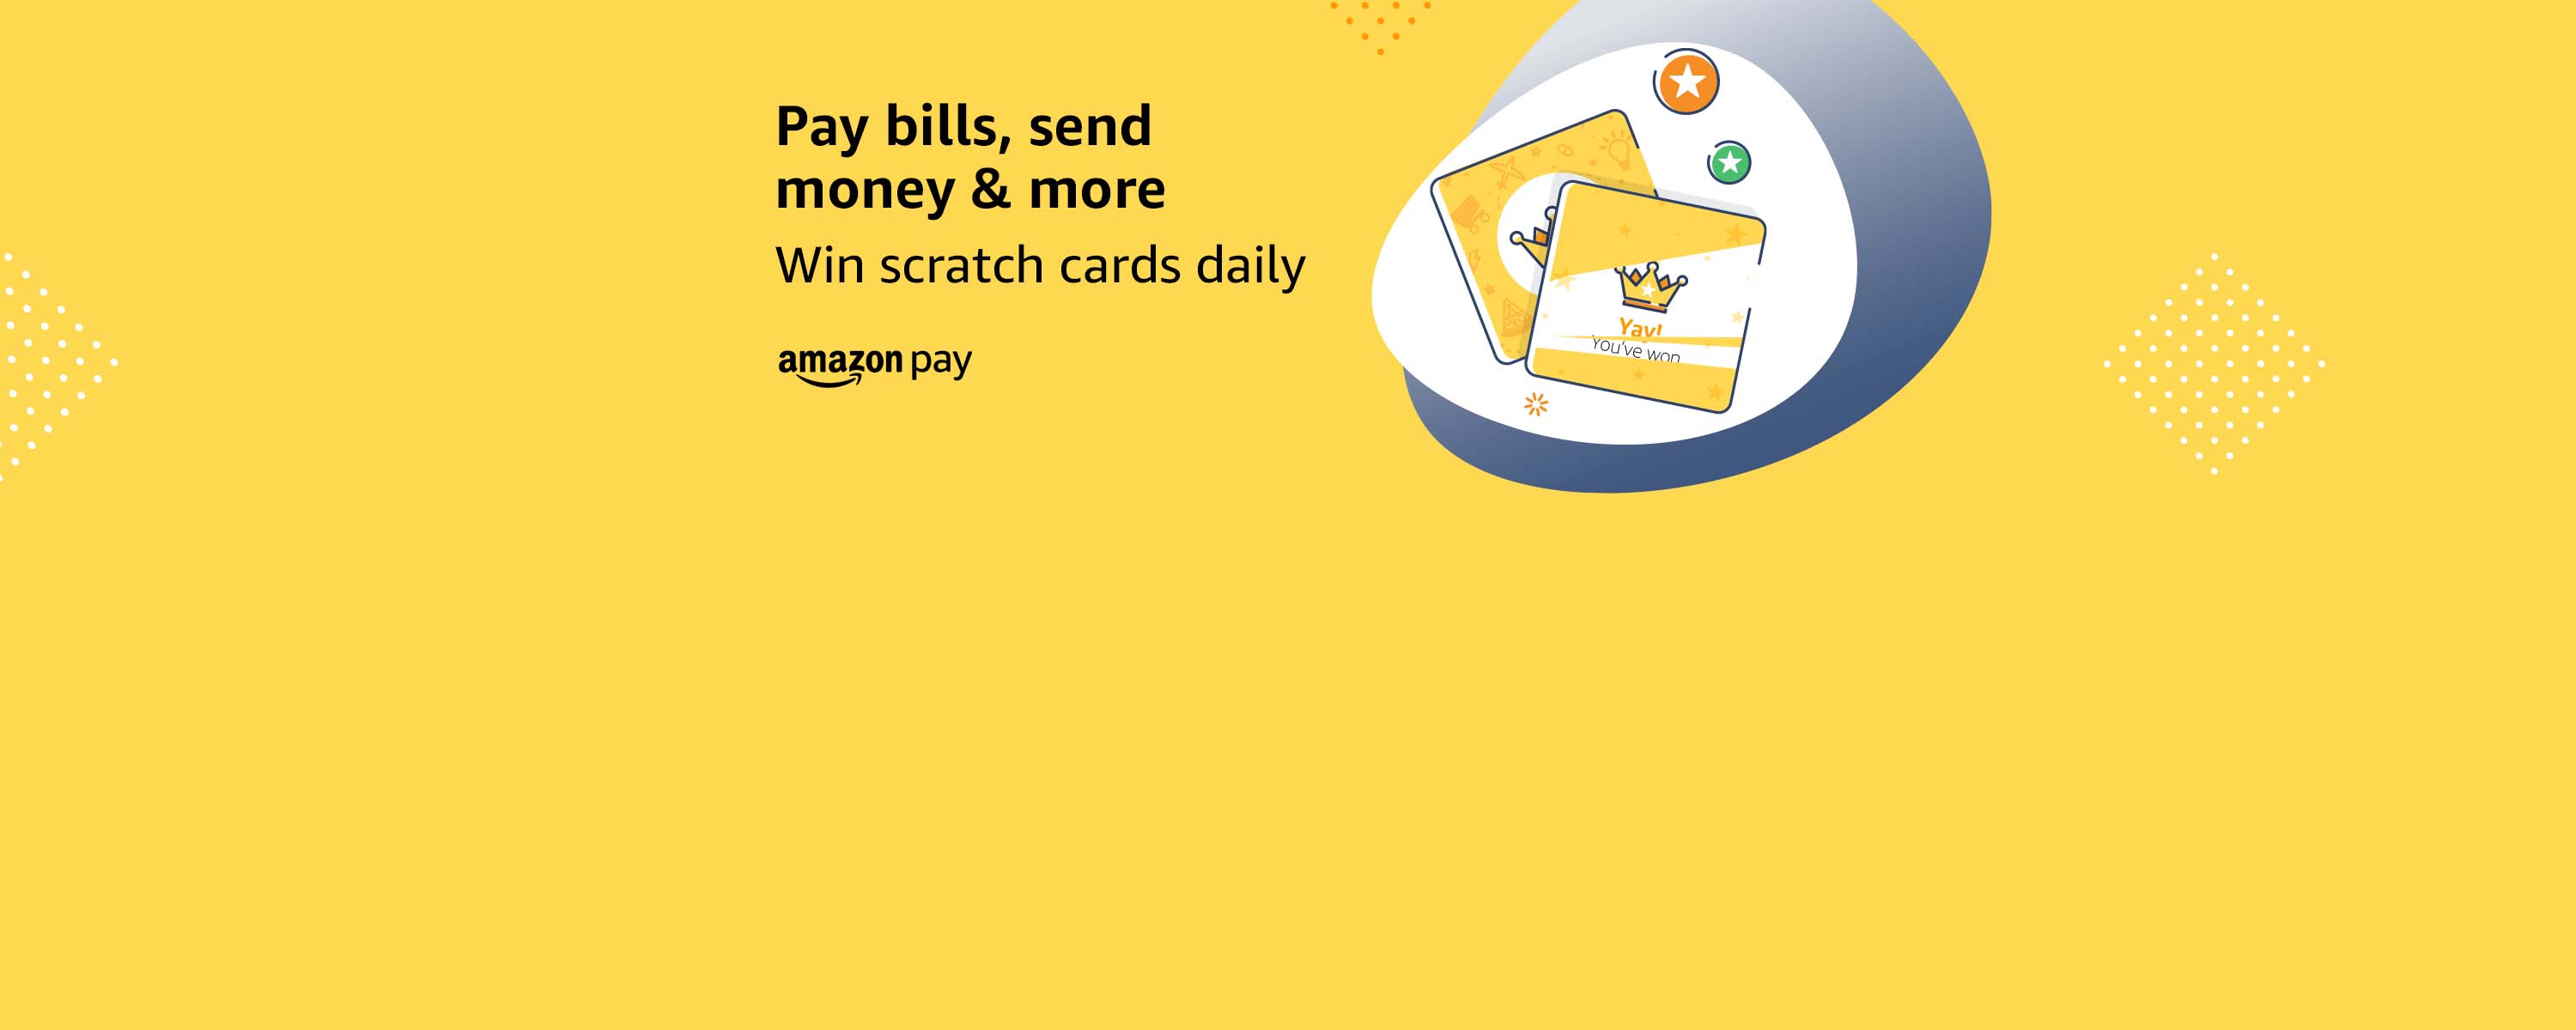 Pay bills, send
money & more
Win scratch cards daily
amazon pay
Yay!
You've won